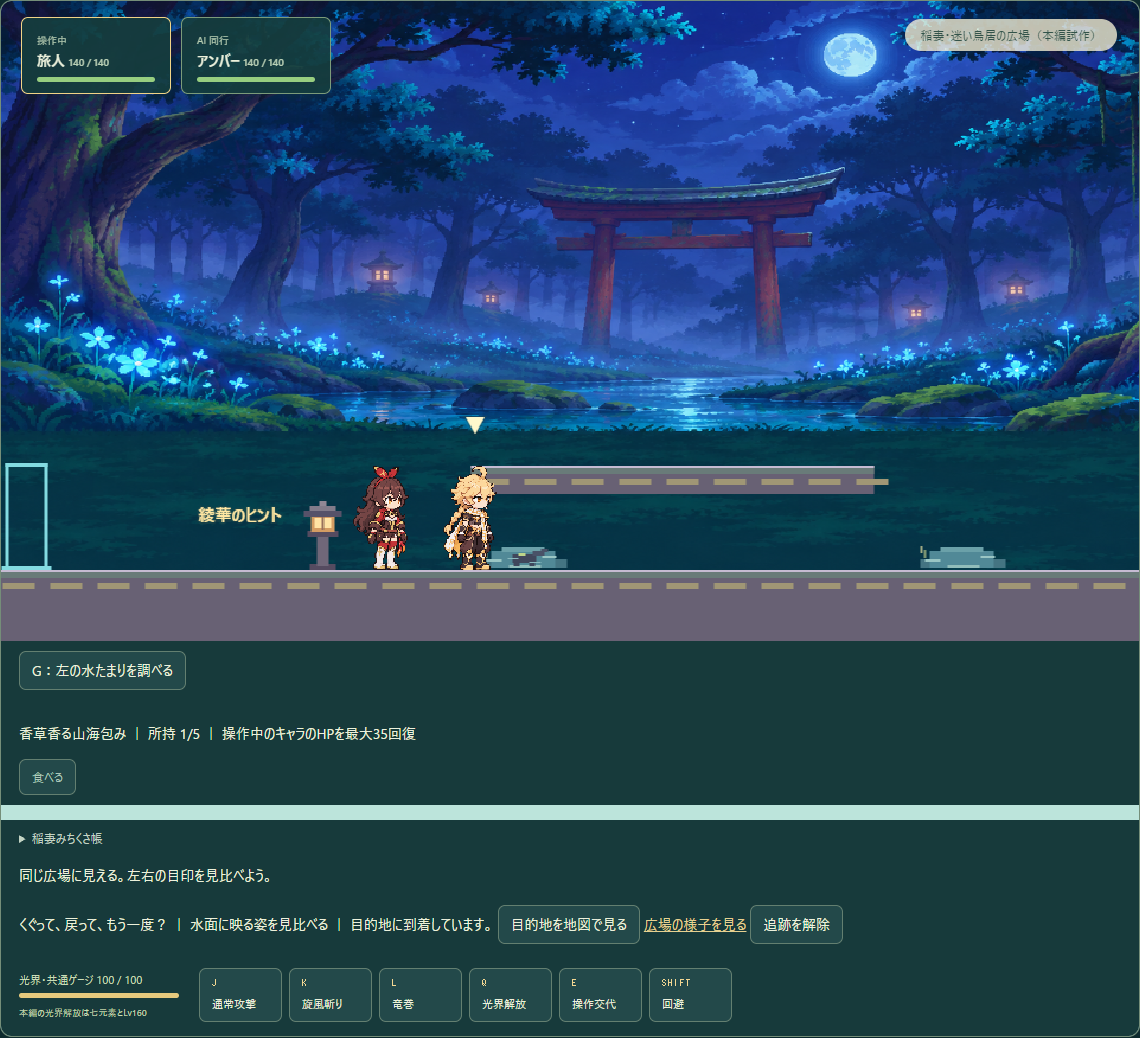 操作中
旅人 140 / 140
AI 同行
アンバー 140 / 140
稲妻・迷い鳥居の広場（本編試作）
綾華のヒント
G：左の水たまりを調べる
香草香る山海包み | 所持 1/5 | 操作中のキャラのHPを最大35回復
食べる
▶ 稲妻みちくさ帳
同じ広場に見える。左右の目印を見比べよう。
くぐって、戻って、もう一度？ | 水面に映る姿を見比べる | 目的地に到着しています。 目的地を地図で見る 広場の様子を見る 追跡を解除
光界・共通ゲージ 100 / 100
本編の光界解放は七元素とLv160
J
通常攻撃
K
旋風斬り
L
竜巻
Q
光界解放
E
操作交代
SHIFT
回避